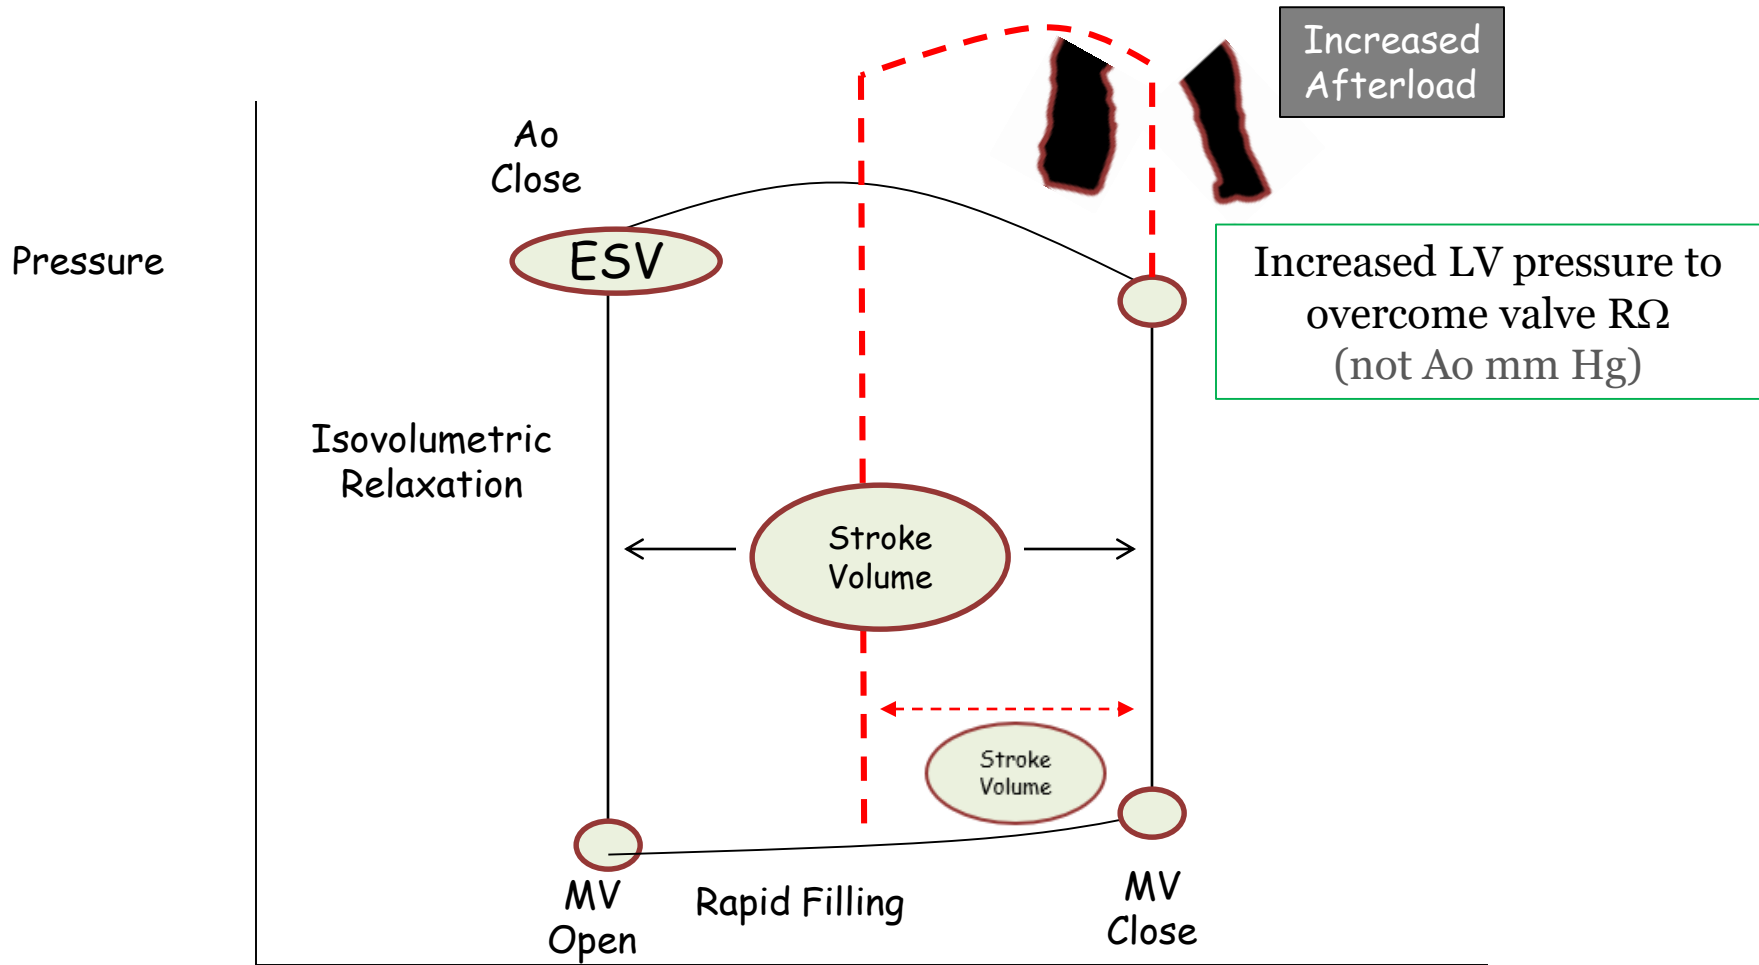 Increased
Afterload
Ao
Close
ESV
Pressure
Increased LV pressure to
overcome valve RΩ
(not Ao mm Hg)
Isovolumetric
Relaxation
Stroke
Volume
Stroke
Volume
MV
Open
Rapid Filling
MV
Close